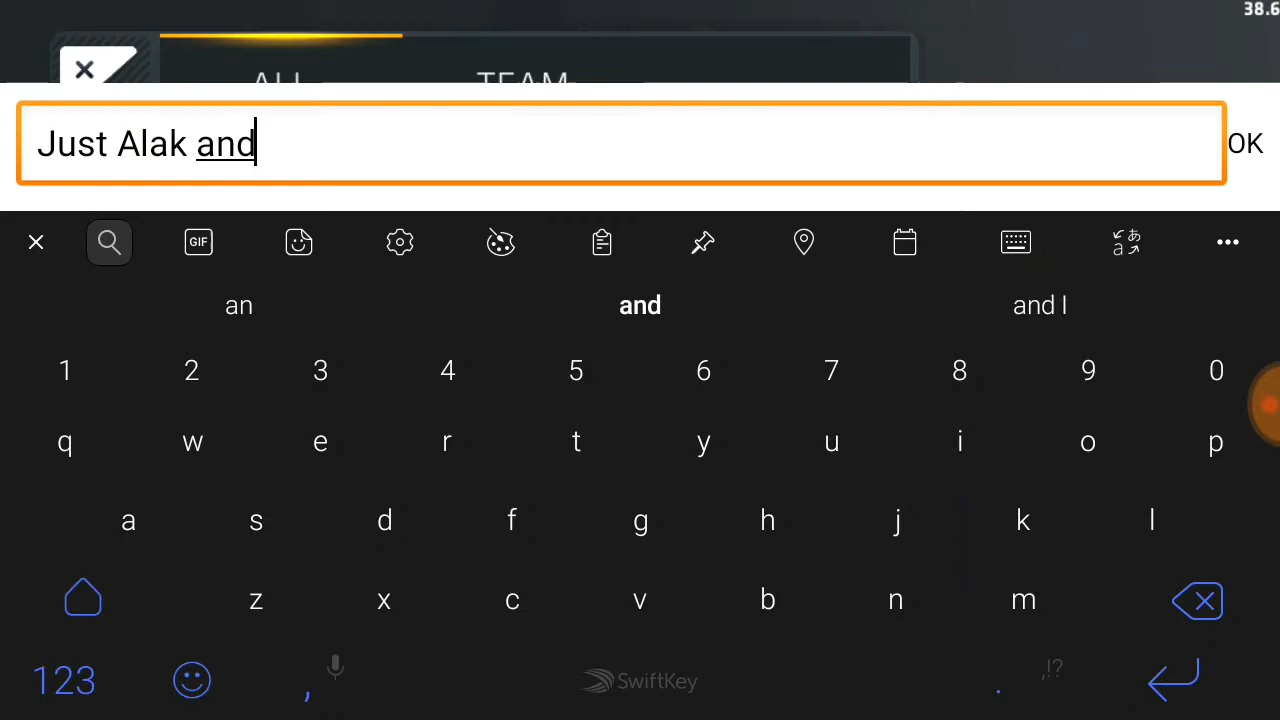 38.6
ALL TEAM
Just Alak and
OK
GIF
a あ
an and and I
1 2 3 4 5 6 7 8 9 0
q w e r t y u i o p
a s d f g h j k l
z x c v b n m
123 , SwiftKey . ,!?